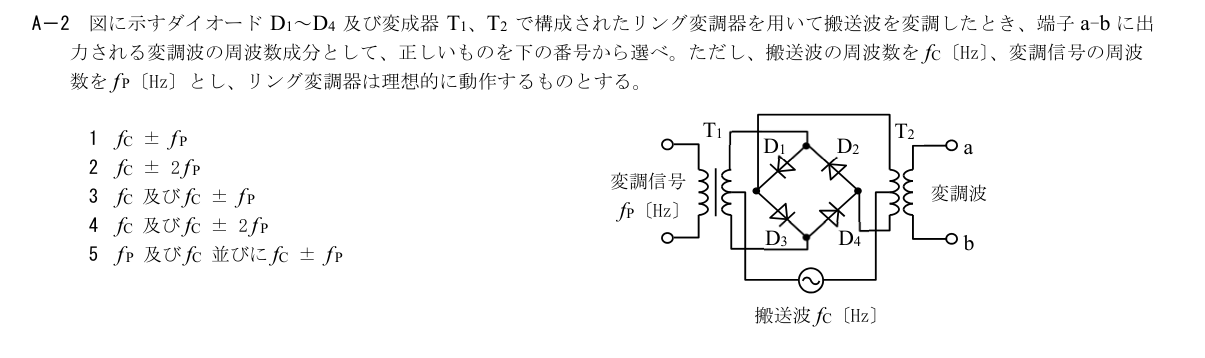 A－2 図に示すダイオード D1～D4 及び変成器 T1、T2 で構成されたリング変調器を用いて搬送波を変調したとき、端子 a-b に出
力される変調波の周波数成分として、正しいものを下の番号から選べ。ただし、搬送波の周波数を fC〔Hz〕、変調信号の周波
数を fP〔Hz〕とし、リング変調器は理想的に動作するものとする。
1 fC ± fP
2 fC ± 2fP
3 fC 及び fC ± fP
4 fC 及び fC ± 2fP
5 fP 及び fC 並びに fC ± fP
T1
T2
D1
D2
a
変調信号
fP〔Hz〕
変調波
D3
D4
b
搬送波 fC〔Hz〕